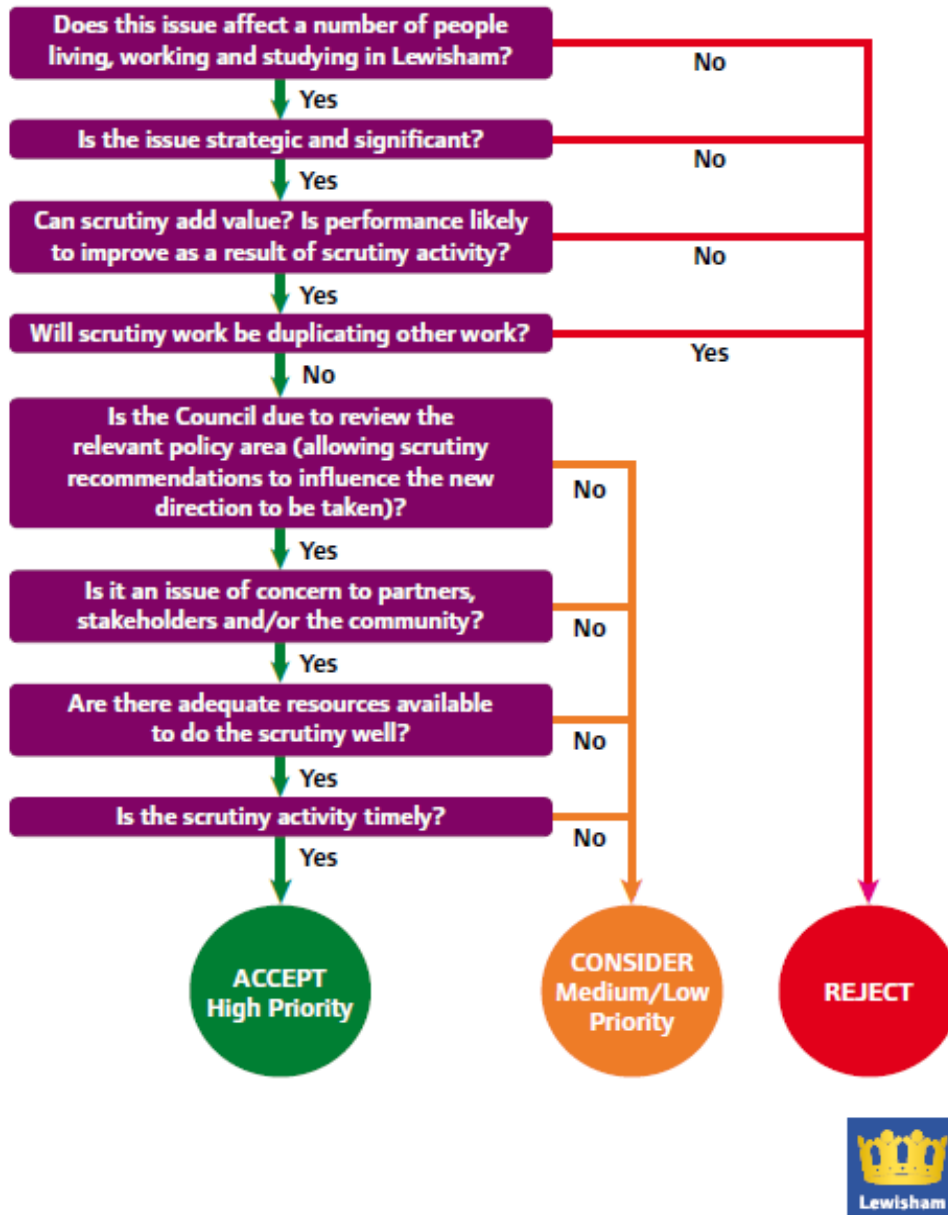 Does this issue affect a number of people
living, working and studying in Lewisham?
No
Yes
Is the issue strategic and significant?
No
Yes
Can scrutiny add value? Is performance likely
to improve as a result of scrutiny activity?
No
Yes
Will scrutiny work be duplicating other work?
Yes
No
Is the Council due to review the
relevant policy area (allowing scrutiny
recommendations to influence the new
direction to be taken)?
No
Yes
Is it an issue of concern to partners,
stakeholders and/or the community?
No
Yes
Are there adequate resources available
to do the scrutiny well?
No
Yes
Is the scrutiny activity timely?
No
Yes
ACCEPT
High Priority
CONSIDER
Medium/Low
Priority
REJECT
Lewisham